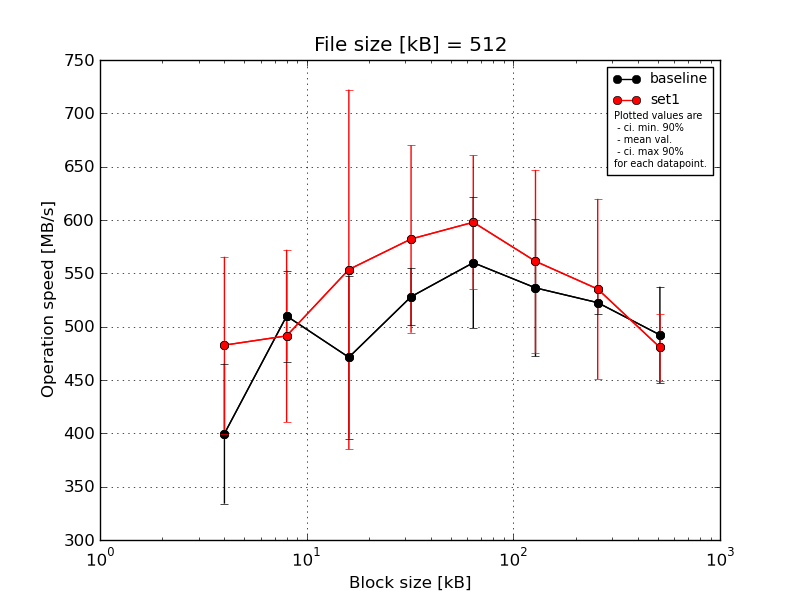 File size [kB] = 512
750
700
650
600
550
500
450
400
350
300
Operation speed [MB/s]
10^0
10^1
10^2
10^3
Block size [kB]
baseline
set1
Plotted values are
- ci. min. 90%
- mean val.
- ci. max 90%
for each datapoint.